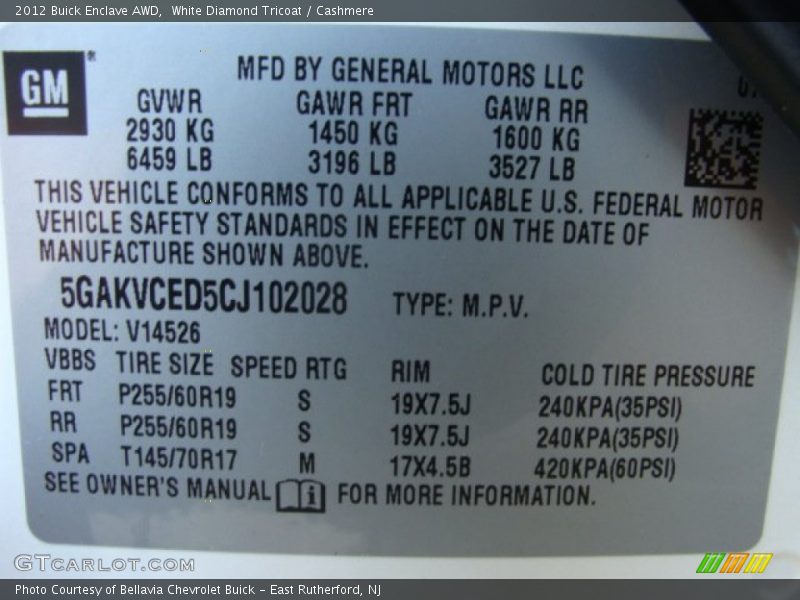 2012 Buick Enclave AWD,  White Diamond Tricoat / Cashmere
GM ®
MFD BY GENERAL MOTORS LLC
GVWR GAWR FRT GAWR RR
2930 KG 1450 KG 1600 KG
6459 LB 3196 LB 3527 LB
THIS VEHICLE CONFORMS TO ALL APPLICABLE U.S. FEDERAL MOTOR
VEHICLE SAFETY STANDARDS IN EFFECT ON THE DATE OF
MANUFACTURE SHOWN ABOVE.
5GAKVCED5CJ102028 TYPE: M.P.V.
MODEL: V14526
VBBS TIRE SIZE SPEED RTG RIM COLD TIRE PRESSURE
FRT P255/60R19 S 19X7.5J 240KPA(35PSI)
RR P255/60R19 S 19X7.5J 240KPA(35PSI)
SPA T145/70R17 M 17X4.5B 420KPA(60PSI)
SEE OWNER'S MANUAL i FOR MORE INFORMATION.
GTCARLOT.COM
Photo Courtesy of Bellavia Chevrolet Buick – East Rutherford, NJ